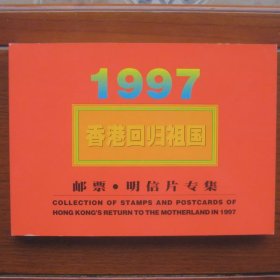 1997
香港回归祖国
邮票·明信片专集
COLLECTION OF STAMPS AND POSTCARDS OF
HONG KONG'S RETURN TO THE MOTHERLAND IN 1997